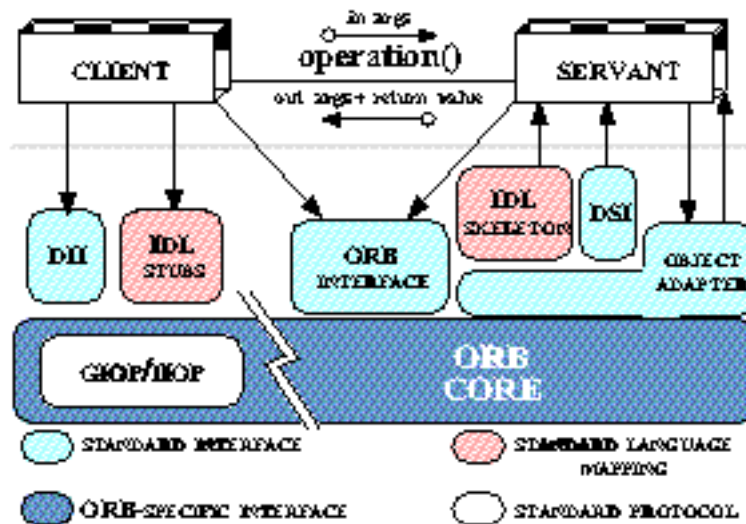 in args
CLIENT
operation()
SERVANT
out args + return value
DII
IDL
STUBS
ORB
INTERFACE
IDL
SKELETON
DSI
OBJECT
ADAPTER
GIOP/IIOP
ORB
CORE
STANDARD INTERFACE
STANDARD LANGUAGE
MAPPING
ORB-SPECIFIC INTERFACE
STANDARD PROTOCOL